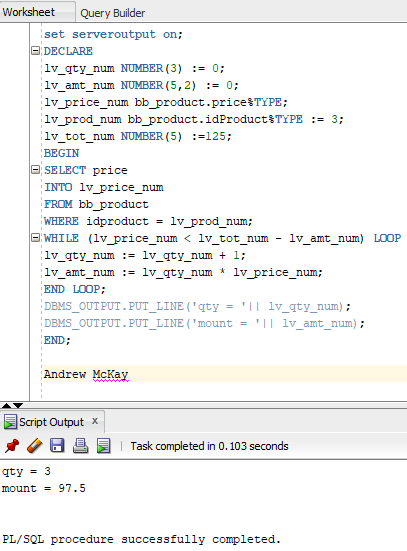 Worksheet Query Builder
set serveroutput on;
DECLARE
lv_qty_num NUMBER(3) := 0;
lv_amt_num NUMBER(5,2) := 0;
lv_price_num bb_product.price%TYPE;
lv_prod_num bb_product.idProduct%TYPE := 3;
lv_tot_num NUMBER(5) :=125;
BEGIN
SELECT price
INTO lv_price_num
FROM bb_product
WHERE idproduct = lv_prod_num;
WHILE (lv_price_num < lv_tot_num - lv_amt_num) LOOP
lv_qty_num := lv_qty_num + 1;
lv_amt_num := lv_qty_num * lv_price_num;
END LOOP;
DBMS_OUTPUT.PUT_LINE('qty = '|| lv_qty_num);
DBMS_OUTPUT.PUT_LINE('mount = '|| lv_amt_num);
END;
Andrew McKay
Script Output x
Task completed in 0.103 seconds
qty = 3
mount = 97.5
PL/SQL procedure successfully completed.